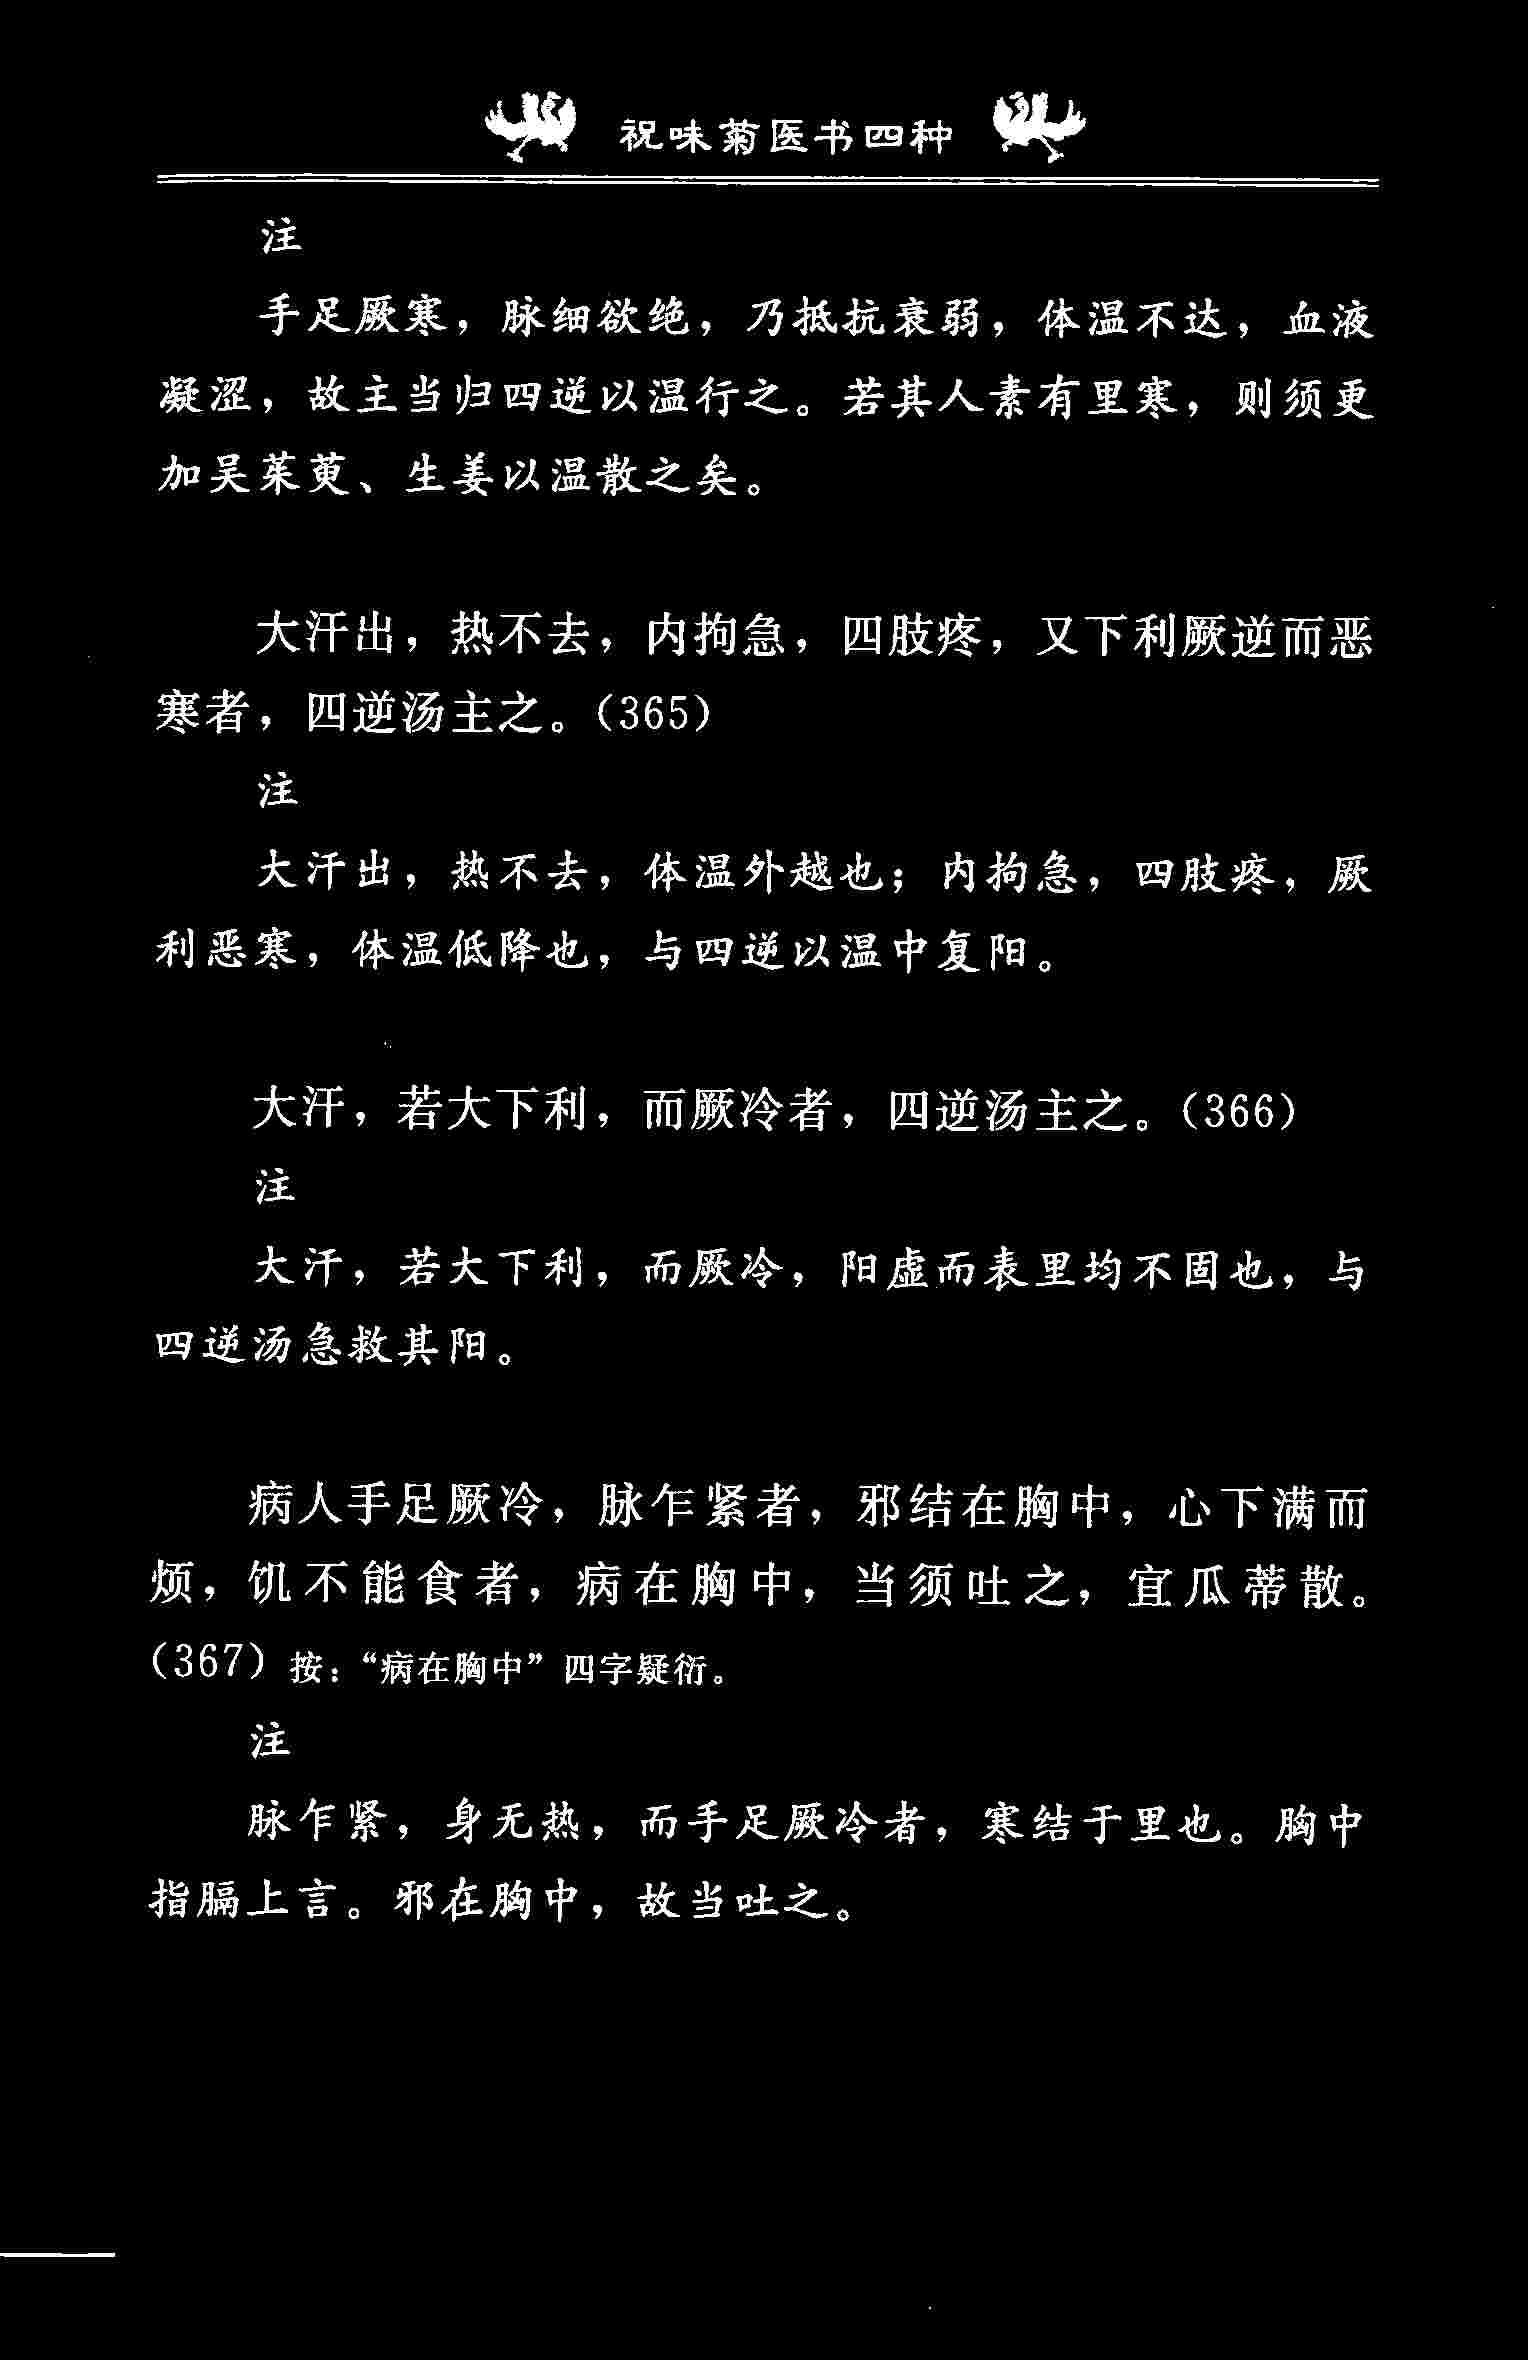 祝味菊医书四种
注
手足厥寒，脉细欲绝，乃抵抗衰弱，体温不达，血液
凝涩，故主当归四逆以温行之。若其人素有里寒，则须更
加吴茱萸、生姜以温散之矣。
大汗出，热不去，内拘急，四肢疼，又下利厥逆而恶
寒者，四逆汤主之。（365）
注
大汗出，热不去，体温外越也；内拘急，四肢疼，厥
利恶寒，体温低降也，与四逆以温中复阳。
大汗，若大下利，而厥冷者，四逆汤主之。（366）
注
大汗，若大下利，而厥冷，阳虚而表里均不固也，与
四逆汤急救其阳。
病人手足厥冷，脉乍紧者，邪结在胸中，心下满而
烦，饥不能食者，病在胸中，当须吐之，宜瓜蒂散。
（367）按：“病在胸中”四字疑衍。
注
脉乍紧，身无热，而手足厥冷者，寒结于里也。胸中
指膈上言。邪在胸中，故当吐之。